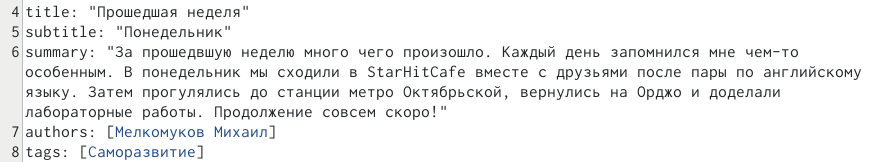 4 title: "Прошедшая неделя"
5 subtitle: "Понедельник"
6 summary: "За прошедвшую неделю много чего произошло. Каждый день запомнился мне чем-то
особенным. В понедельник мы сходили в StarHitCafe вместе с друзьями после пары по английскому
языку. Затем прогулялись до станции метро Октябрьской, вернулись на Орджо и доделали
лабораторные работы. Продолжение совсем скоро!"
7 authors: [Мелкомуков Михаил]
8 tags: [Саморазвитие]